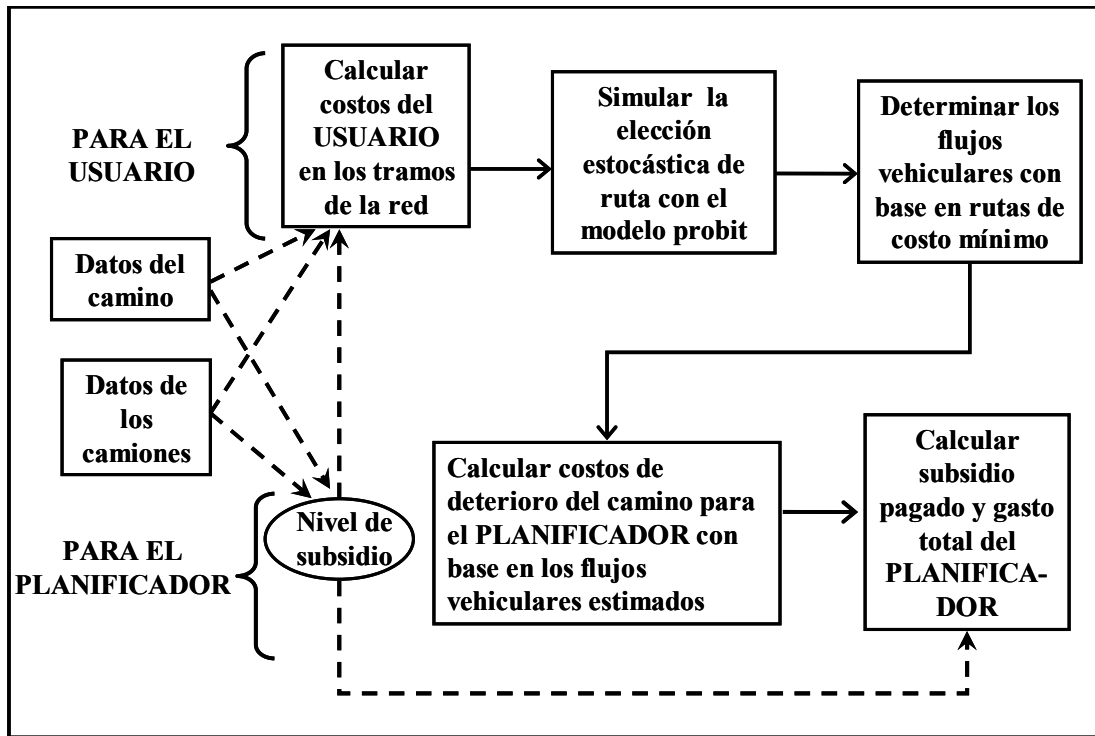 PARA EL
USUARIO
Calcular
costos del
USUARIO
en los tramos
de la red
Simular la
elección
estocástica de
ruta con el
modelo probit
Determinar los
flujos
vehiculares con
base en rutas de
costo mínimo
Datos del
camino
Datos de
los
camiones
PARA EL
PLANIFICADOR
Nivel de
subsidio
Calcular costos de
deterioro del camino para
el PLANIFICADOR con
base en los flujos
vehiculares estimados
Calcular
subsidio
pagado y gasto
total del
PLANIFICA-
DOR